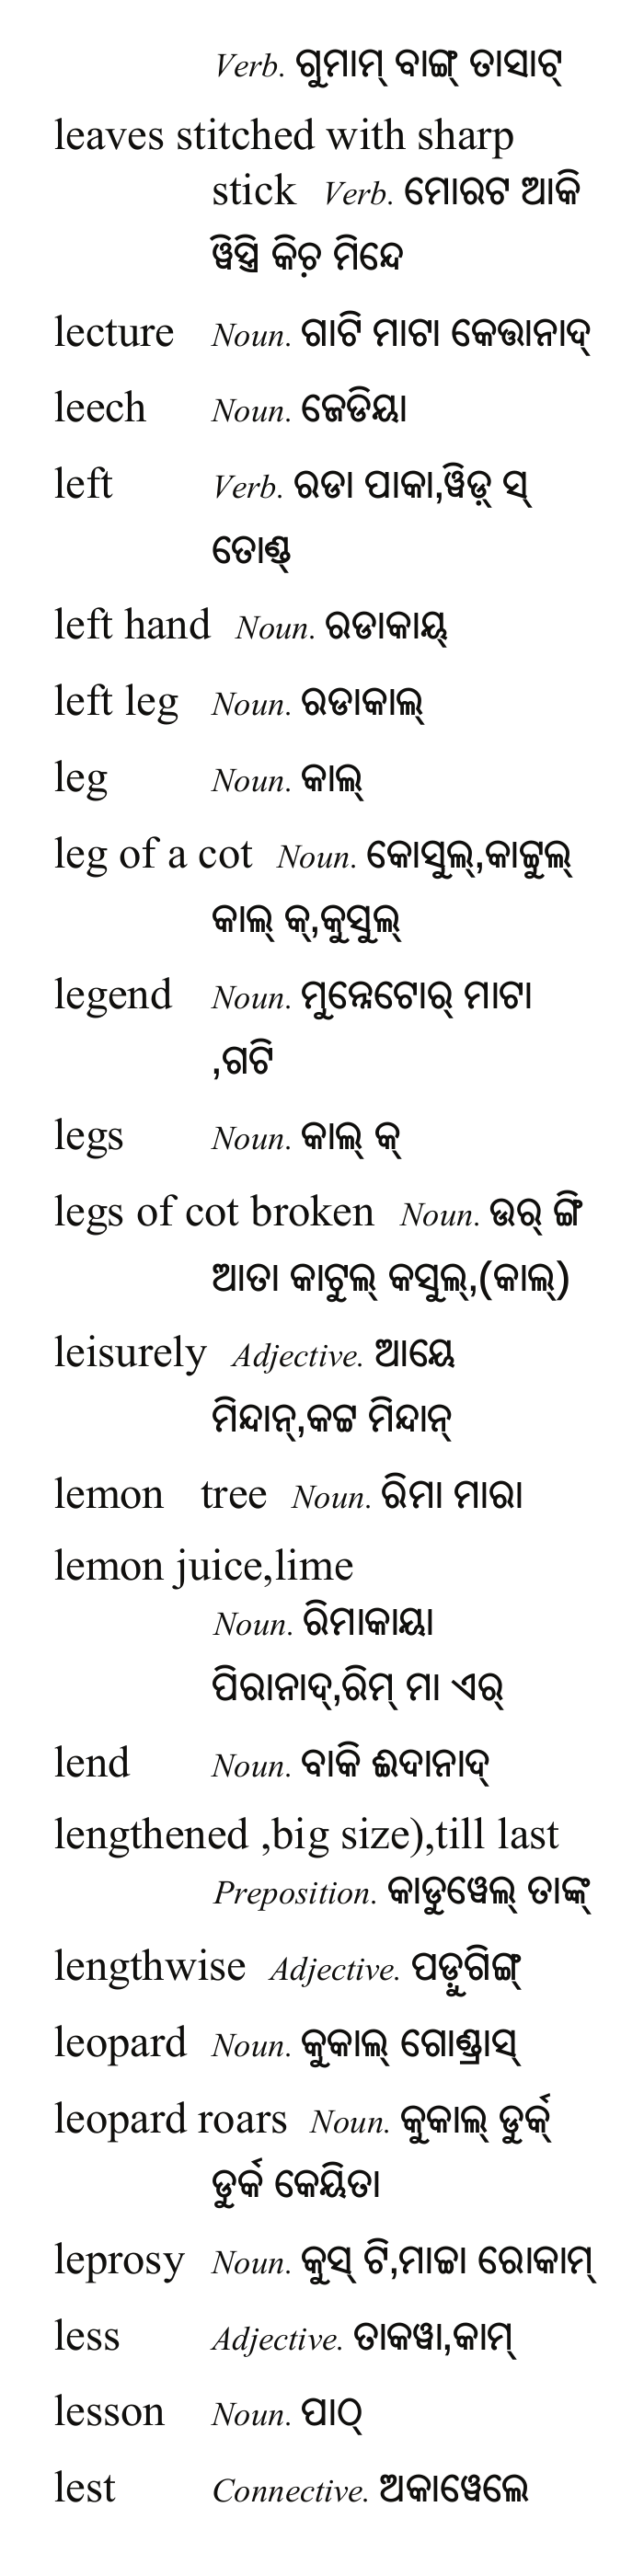 Verb. ଗୁମାମ୍ ବାଙ୍ଗ୍ ତାସାଟ୍
leaves stitched with sharp
stick Verb. ମୋରଟ ଆକି
ୱିସ୍ତ୍ରି କିଚ଼ ମିନ୍ଦେ
lecture Noun. ଗାଟି ମାଟା କେତ୍ତାନାଦ୍
leech Noun. ଜେଡିୟା
left Verb. ରଡା ପାକା,ୱିଡ଼୍ ସ୍
ତୋଣ୍ଡ୍
left hand Noun. ରଡାକାୟ୍
left leg Noun. ରଡାକାଲ୍
leg Noun. କାଲ୍
leg of a cot Noun. କୋସୁଲ୍,କାଟ୍ଟୁଲ୍
କାଲ୍ କ୍,କୁସୁଲ୍
legend Noun. ମୁନ୍ନେଟୋର୍ ମାଟା
,ଗଟି
legs Noun. କାଲ୍ କ୍
legs of cot broken Noun. ଉର୍ ଙ୍ଗି
ଆତା କାଟୁଲ୍ କସୁଲ୍,(କାଲ୍)
leisurely Adjective. ଆୟେ
ମିନ୍ଦାନ୍,କଟ୍ଟ ମିନ୍ଦାନ୍
lemon tree Noun. ରିମା ମାରା
lemon juice,lime
Noun. ରିମାକାୟା
ପିରାନାଦ୍,ରିମ୍ ମା ଏର୍
lend Noun. ବାକି ଈଦାନାଦ୍
lengthened ,big size),till last
Preposition. କାଡୁୱେଲ୍ ତାଙ୍କ୍
lengthwise Adjective. ପଡ଼ୁଗିଙ୍ଗ୍
leopard Noun. କୁକାଲ୍ ଗୋଣ୍ଡ୍ରାସ୍
leopard roars Noun. କୁକାଲ୍ ଡୁର୍କ୍
ଡୁର୍କ କେୟିତା
leprosy Noun. କୁସ୍ ଟି,ମାଚ୍ଚା ରୋକାମ୍
less Adjective. ତାକୱା,କାମ୍
lesson Noun. ପାଠ୍
lest Connective. ଅକାୱେଲେ